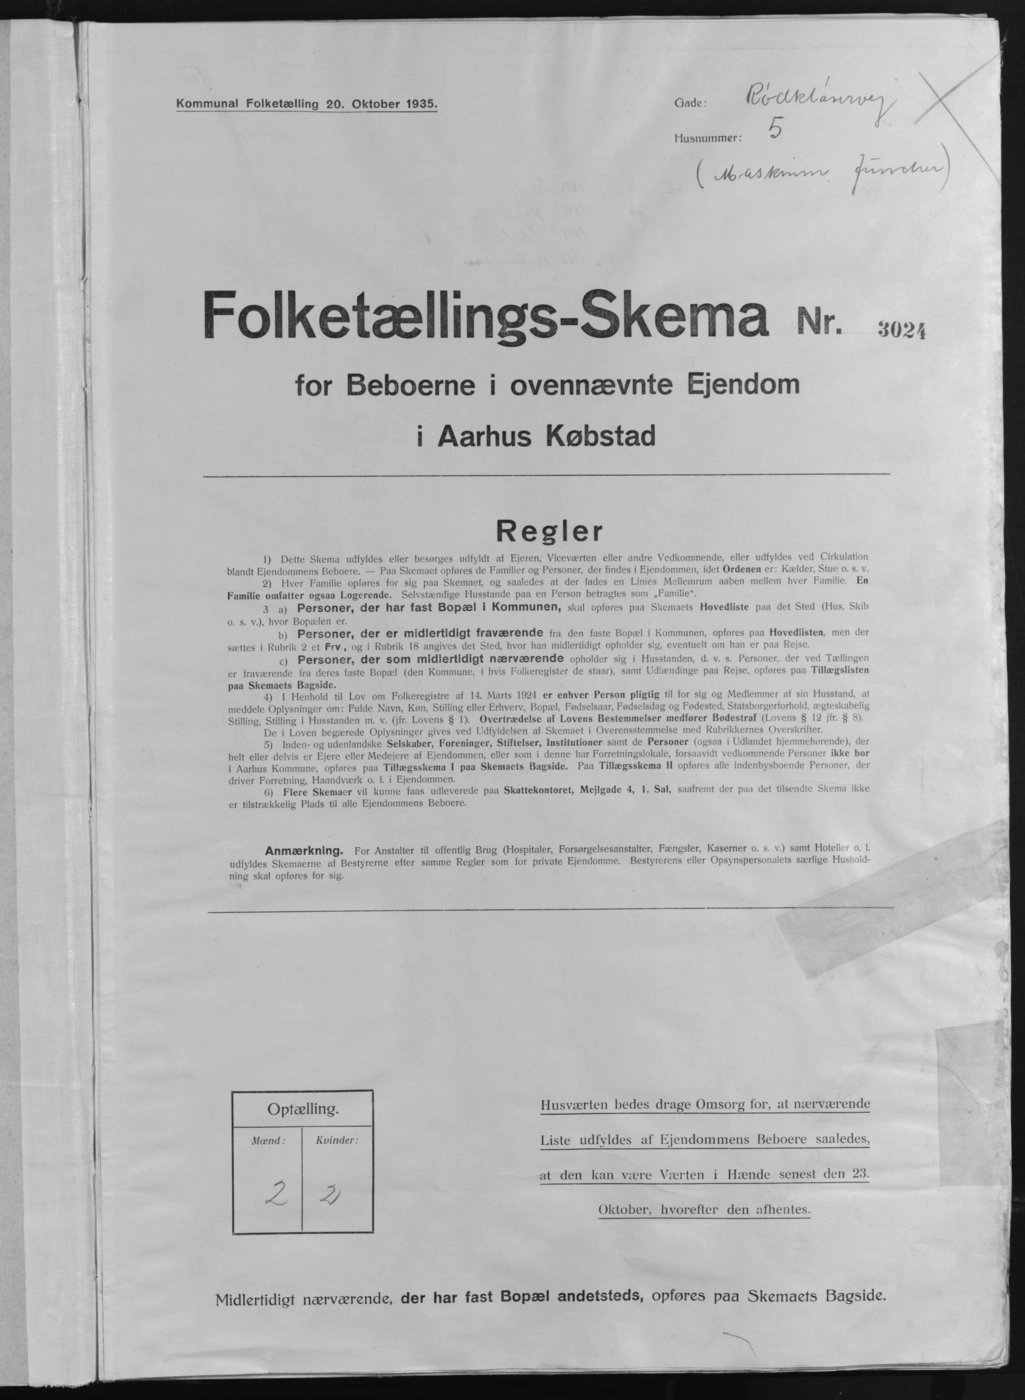 Kommunal Folketælling 20. Oktober 1935.
Gade: Rødkløvervej
Husnummer: 5
(Maskinm. Juncher)
Folketællings-Skema Nr. 3024
for Beboerne i ovennævnte Ejendom
i Aarhus Købstad
Regler
1) Dette Skema udfyldes eller besørges udfyldt af Ejeren, Viceværten eller andre Vedkommende, eller udfyldes ved Cirkulation
blandt Ejendommens Beboere. — Paa Skemaet opføres de Familier og Personer, der findes i Ejendommen, idet Ordenen er: Kælder, Stue o. s. v.
2) Hver Familie opføres for sig paa Skemaet, og saaledes at der lades en Linies Mellemrum aaben mellem hver Familie. En
Familie omfatter ogsaa Logerende. Selvstændige Husstande paa en Person betragtes som „Familie“.
3 a) Personer, der har fast Bopæl i Kommunen, skal opføres paa Skemaets Hovedliste paa det Sted (Hus, Skib
o. s. v.), hvor Bopælen er.
b) Personer, der er midlertidigt fraværende fra den faste Bopæl i Kommunen, opføres paa Hovedlisten, men der
sættes i Rubrik 2 et Frv., og i Rubrik 18 angives det Sted, hvor han midlertidigt opholder sig, eventuelt om han er paa Rejse.
c) Personer, der som midlertidigt nærværende opholder sig i Husstanden, d. v. s. Personer, der ved Tællingen
er fraværende fra deres faste Bopæl (den Kommune, i hvis Folkeregister de staar), samt Udlændinge paa Rejse, opføres paa Tillægslisten
paa Skemaets Bagside.
4) I Henhold til Lov om Folkeregistre af 14. Marts 1924 er enhver Person pligtig til for sig og Medlemmer af sin Husstand, at
meddele Oplysninger om: Fulde Navn, Køn, Stilling eller Erhverv, Bopæl, Fødselsaar, Fødselsdag og Fødested, Statsborgerforhold, ægteskabelig
Stilling, Stilling i Husstanden m. v. (jfr. Lovens § 1). Overtrædelse af Lovens Bestemmelser medfører Bødestraf (Lovens § 12 jfr. § 8).
De i Loven begærede Oplysninger gives ved Udfyldelsen af Skemaet i Overensstemmelse med Rubrikkernes Overskrifter.
5) Inden- og udenlandske Selskaber, Foreninger, Stiftelser, Institutioner samt de Personer (ogsaa i Udlandet hjemmehørende), der
helt eller delvis er Ejere eller Medejere af Ejendommen, eller som i denne har Forretningslokale, forsaavidt vedkommende Personer ikke bor
i Aarhus Kommune, opføres paa Tillægsskema I paa Skemaets Bagside. Paa Tillægsskema II opføres alle indenbysboende Personer, der
driver Forretning, Haandværk o. l. i Ejendommen.
6) Flere Skemaer vil kunne faas udleverede paa Skattekontoret, Mejlgade 4, 1. Sal, saafremt der paa det tilsendte Skema ikke
er tilstrækkelig Plads til alle Ejendommens Beboere.
Anmærkning. For Anstalter til offentlig Brug (Hospitaler, Forsørgelsesanstalter, Fængsler, Kaserner o. s. v.) samt Hoteller o. l.
udfyldes Skemaerne af Bestyrerne efter samme Regler som for private Ejendomme. Bestyrerens eller Opsynspersonalets særlige Hushold-
ning skal opføres for sig.
Optælling.
Mænd: Kvinder:
2 2
Husværten bedes drage Omsorg for, at nærværende
Liste udfyldes af Ejendommens Beboere saaledes,
at den kan være Værten i Hænde senest den 23.
Oktober, hvorefter den afhentes.
Midlertidigt nærværende, der har fast Bopæl andetsteds, opføres paa Skemaets Bagside.